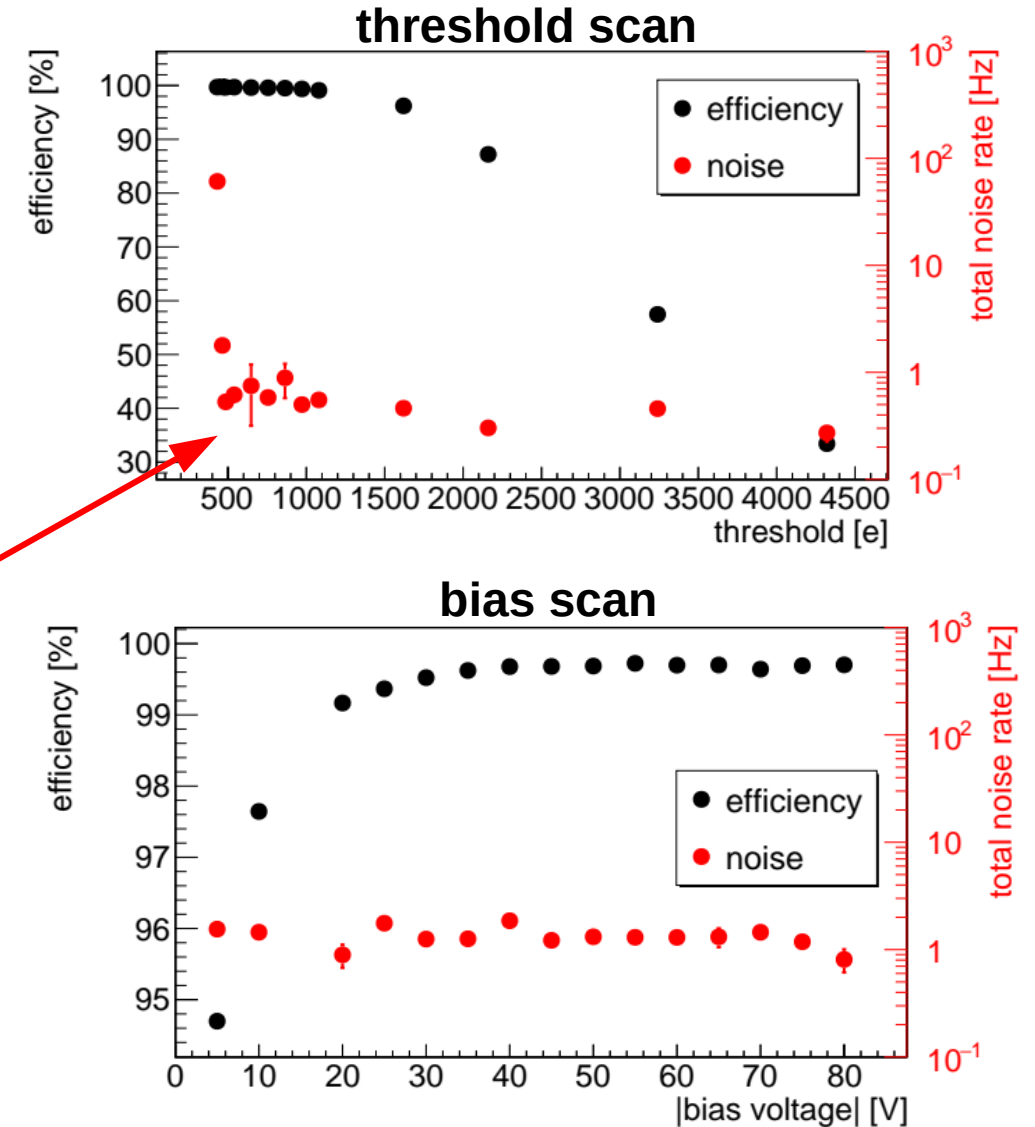 threshold scan
efficiency [%]
100
90
80
70
60
50
40
30
efficiency
noise
10³
10²
10
1
10⁻¹
total noise rate [Hz]
500 1000 1500 2000 2500 3000 3500 4000 4500
threshold [e]
bias scan
efficiency [%]
100
99
98
97
96
95
efficiency
noise
10³
10²
10
1
10⁻¹
total noise rate [Hz]
0 10 20 30 40 50 60 70 80
|bias voltage| [V]